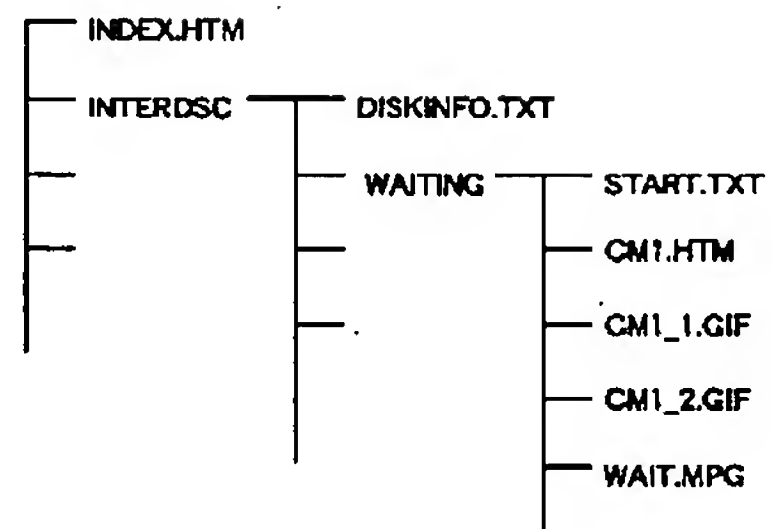 INDEX.HTM
INTERDSC
DISKINFO.TXT
WAITING
START.TXT
CM1.HTM
CM1_1.GIF
CM1_2.GIF
WAIT.MPG